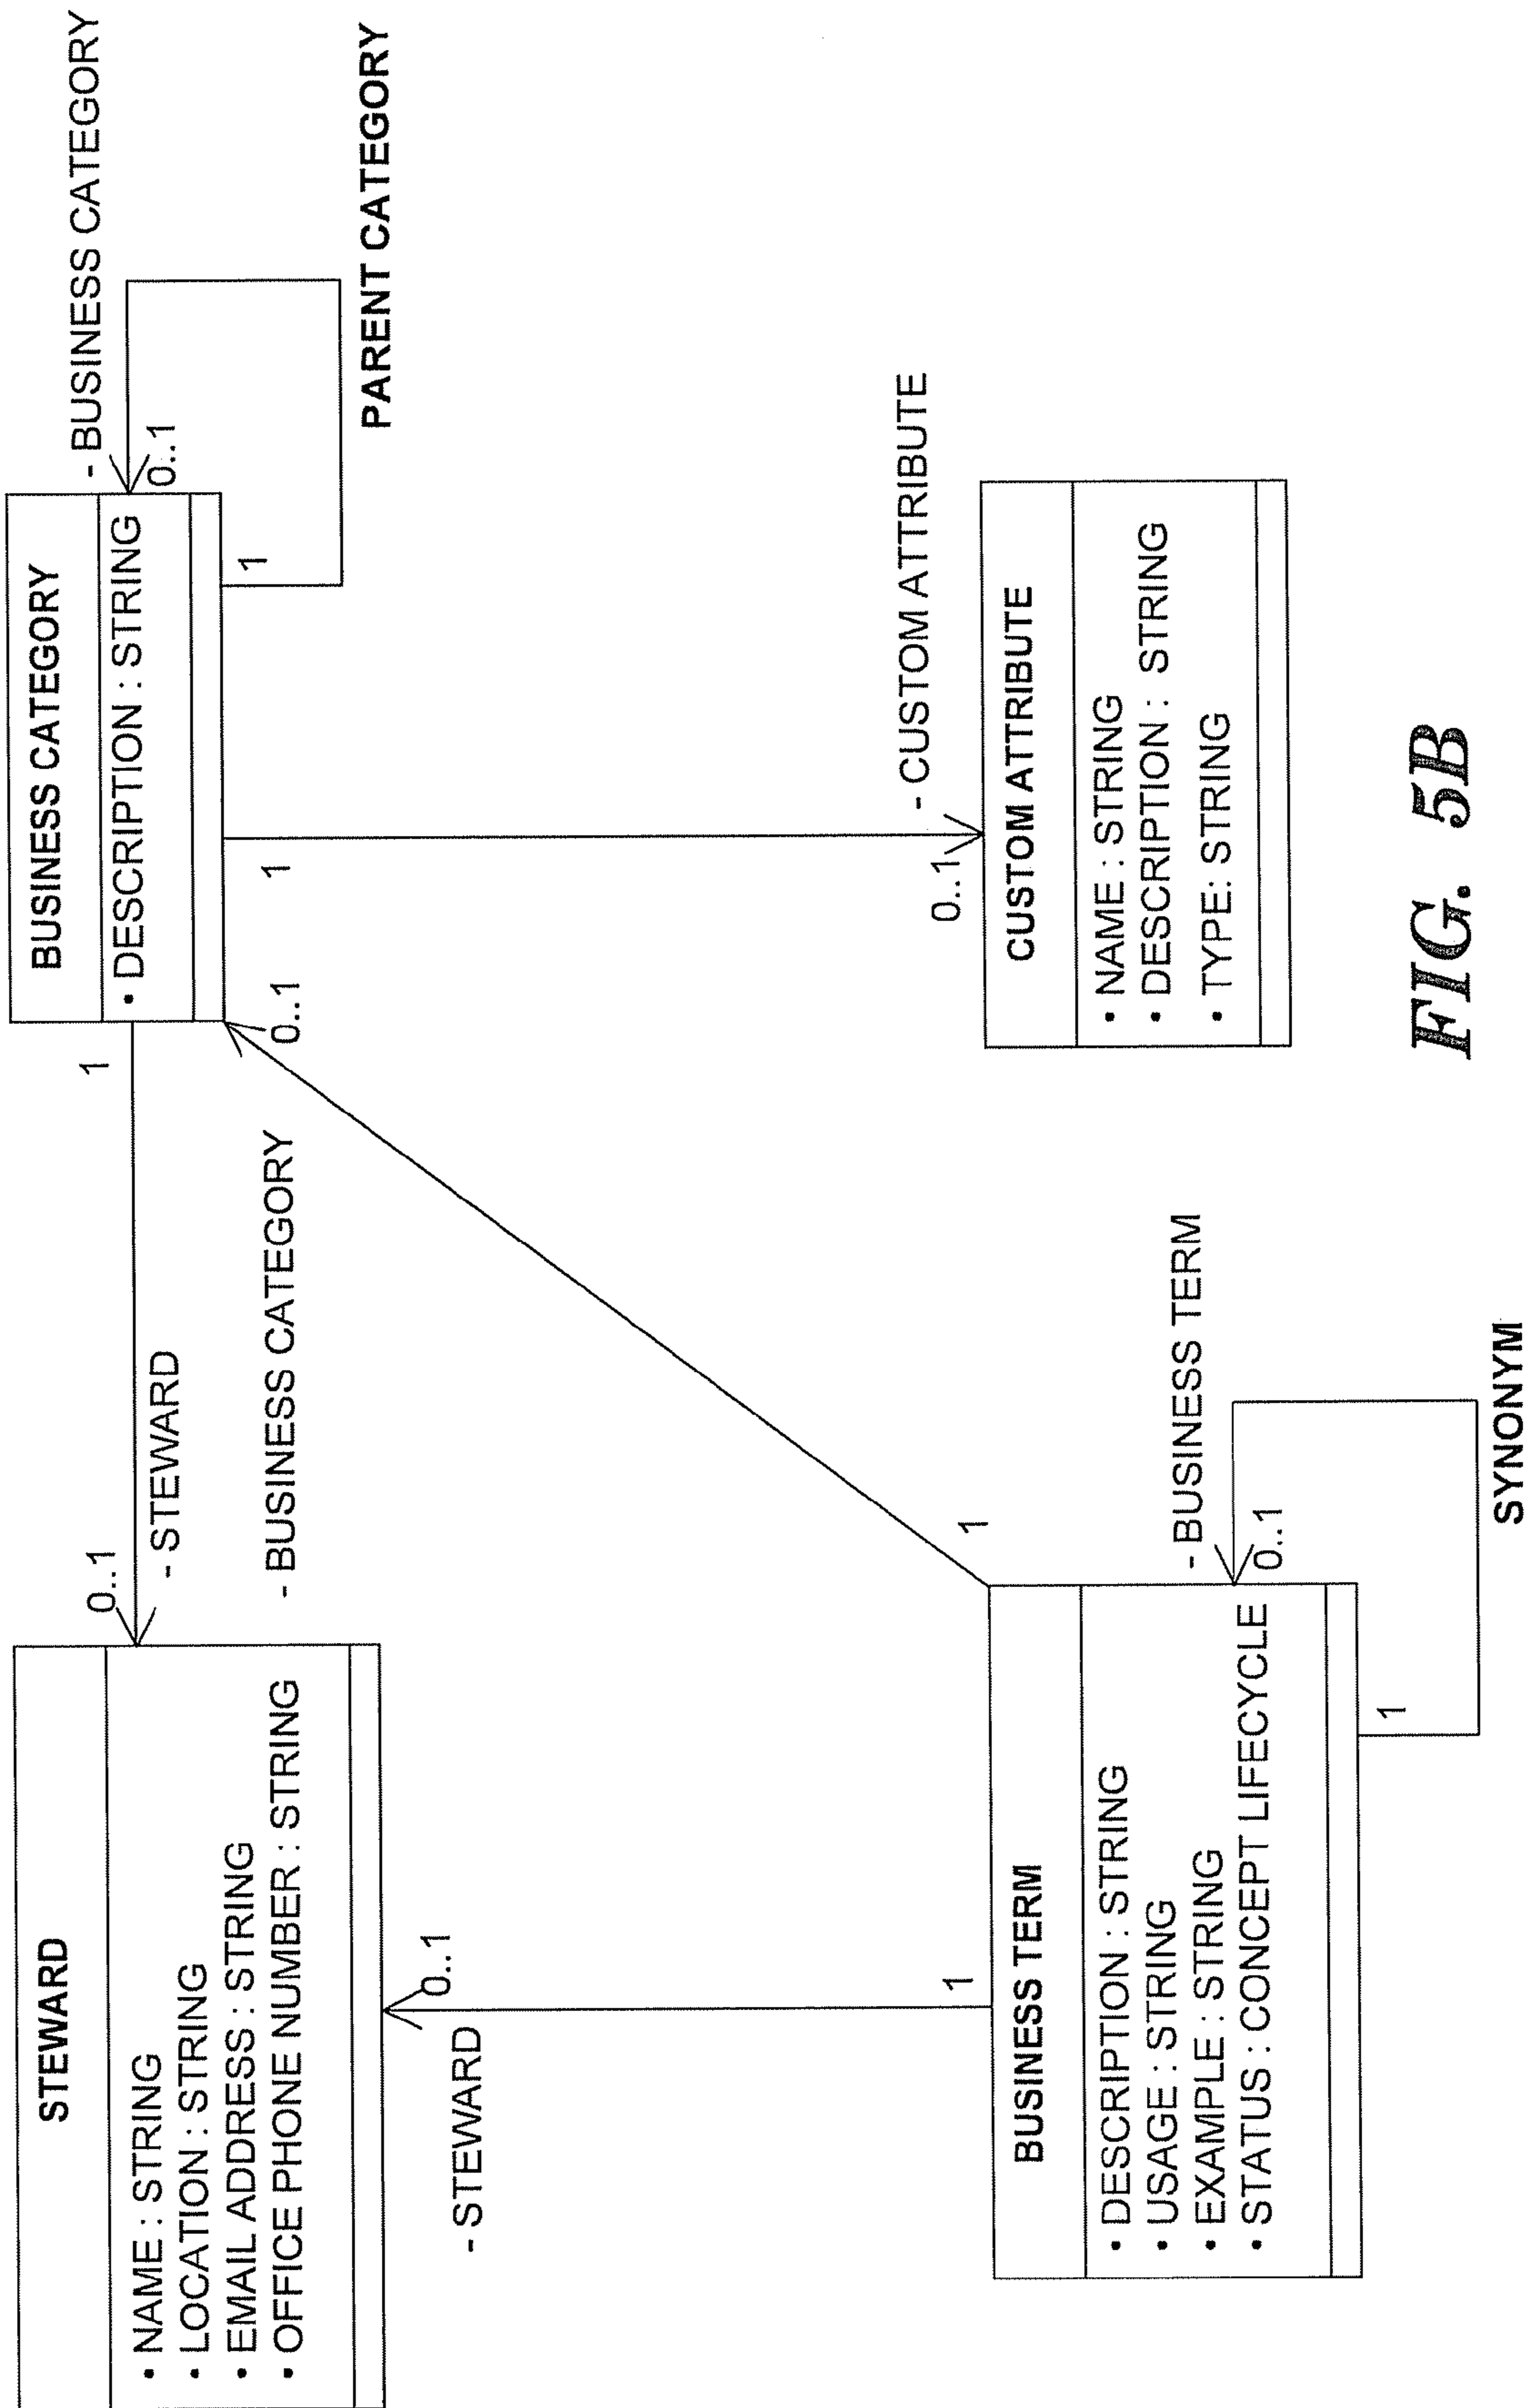 STEWARD
• NAME : STRING
• LOCATION : STRING
• EMAIL ADDRESS : STRING
• OFFICE PHONE NUMBER : STRING
0..1
- STEWARD
1
BUSINESS CATEGORY
• DESCRIPTION : STRING
- BUSINESS CATEGORY
0..1
1
PARENT CATEGORY
- BUSINESS CATEGORY
0..1
1
- STEWARD
0..1
1
1
- CUSTOM ATTRIBUTE
0..1
BUSINESS TERM
• DESCRIPTION : STRING
• USAGE : STRING
• EXAMPLE : STRING
• STATUS : CONCEPT LIFECYCLE
- BUSINESS TERM
0..1
1
SYNONYM
CUSTOM ATTRIBUTE
• NAME : STRING
• DESCRIPTION : STRING
• TYPE: STRING
FIG. 5B